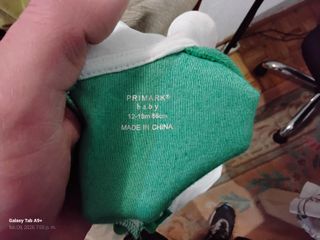 PRIMARK®
baby
12-18m 86cm
MADE IN CHINA
Galaxy Tab A9+